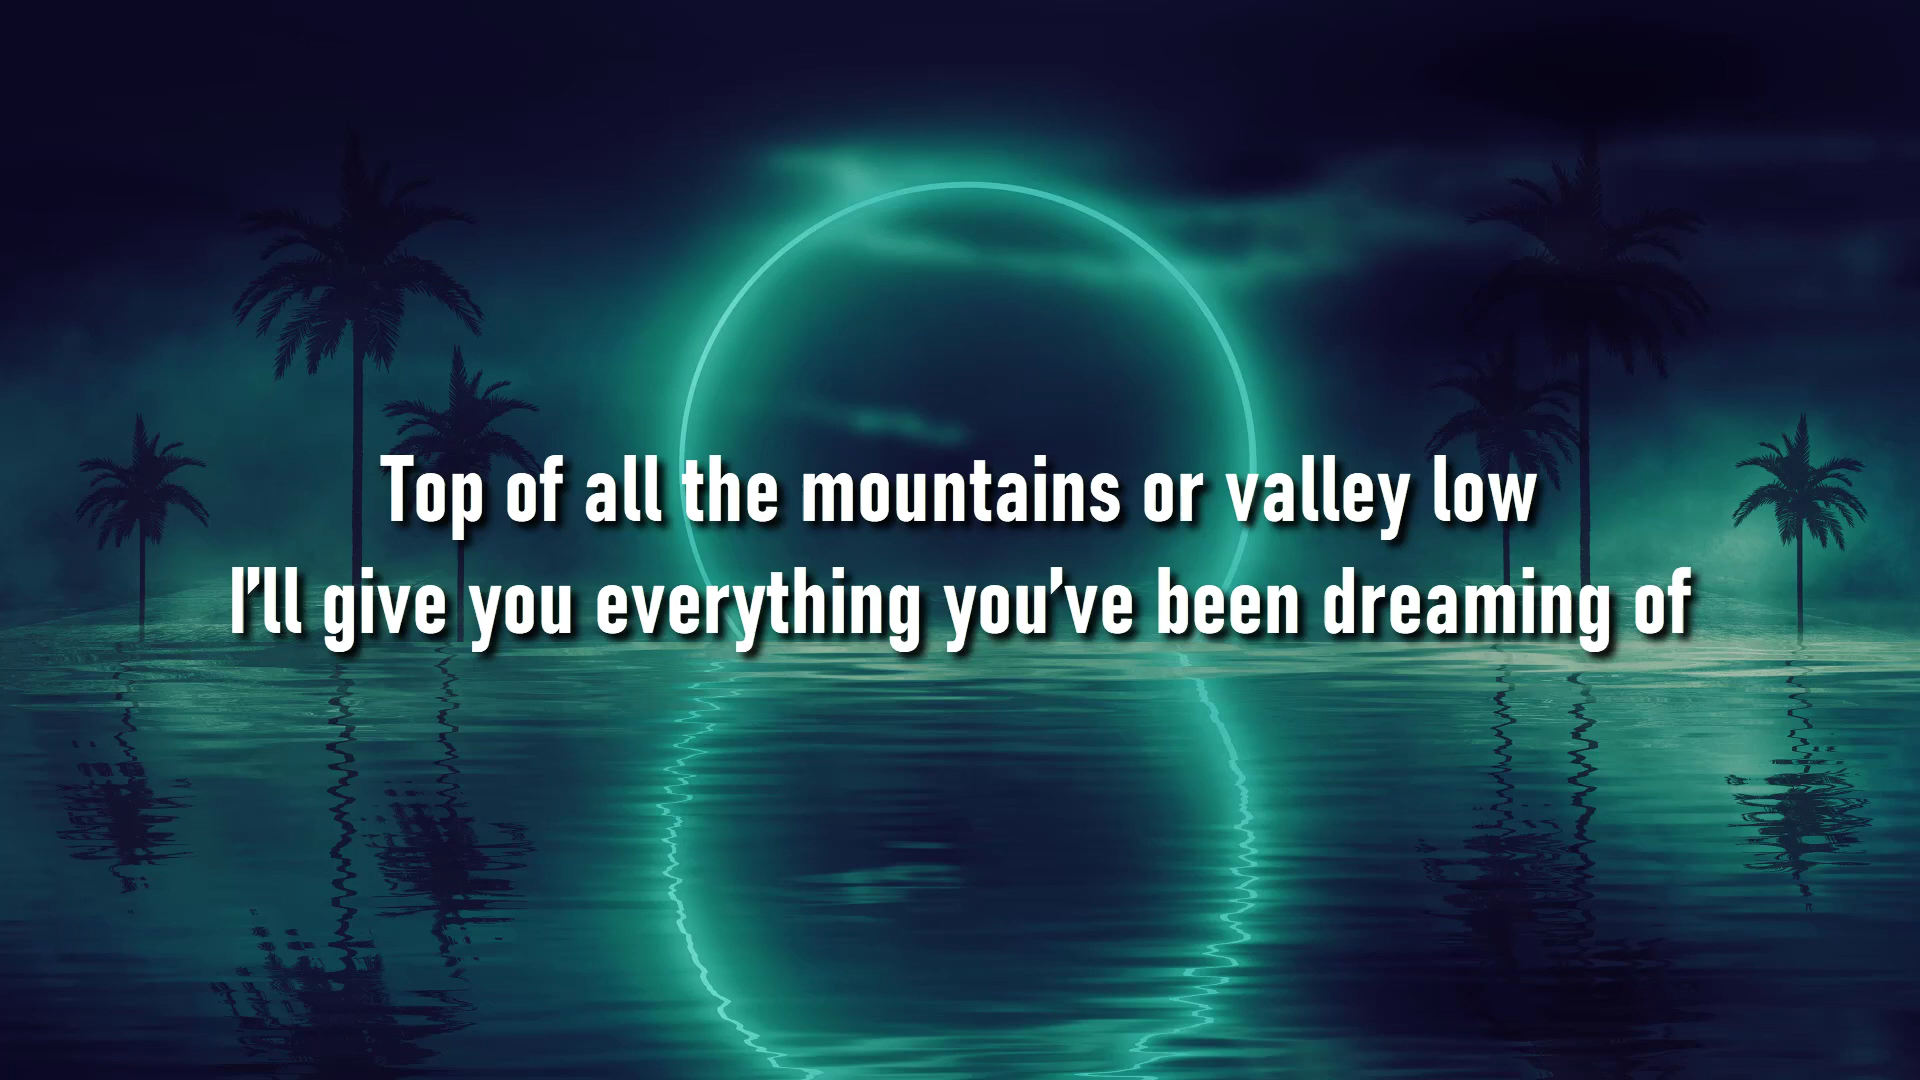 Top of all the mountains or valley low
I'll give you everything you've been dreaming of